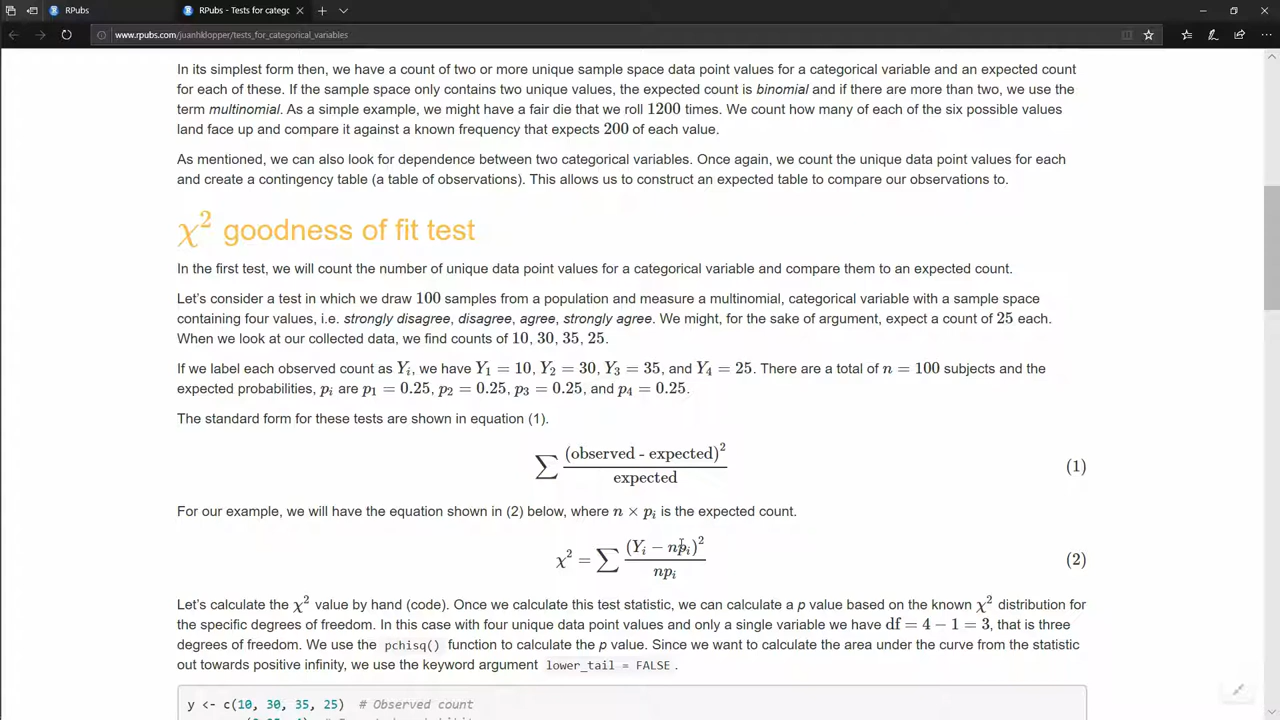 RPubs
RPubs - Tests for catego
www.rpubs.com/juanhklopper/tests_for_categorical_variables
In its simplest form then, we have a count of two or more unique sample space data point values for a categorical variable and an expected count
for each of these. If the sample space only contains two unique values, the expected count is binomial and if there are more than two, we use the
term multinomial. As a simple example, we might have a fair die that we roll 1200 times. We count how many of each of the six possible values
land face up and compare it against a known frequency that expects 200 of each value.
As mentioned, we can also look for dependence between two categorical variables. Once again, we count the unique data point values for each
and create a contingency table (a table of observations). This allows us to construct an expected table to compare our observations to.
χ² goodness of fit test
In the first test, we will count the number of unique data point values for a categorical variable and compare them to an expected count.
Let's consider a test in which we draw 100 samples from a population and measure a multinomial, categorical variable with a sample space
containing four values, i.e. strongly disagree, disagree, agree, strongly agree. We might, for the sake of argument, expect a count of 25 each.
When we look at our collected data, we find counts of 10, 30, 35, 25.
If we label each observed count as Yᵢ, we have Y₁ = 10, Y₂ = 30, Y₃ = 35, and Y₄ = 25. There are a total of n = 100 subjects and the
expected probabilities, pᵢ are p₁ = 0.25, p₂ = 0.25, p₃ = 0.25, and p₄ = 0.25.
The standard form for these tests are shown in equation (1).
∑ (observed - expected)² / expected (1)
For our example, we will have the equation shown in (2) below, where n × pᵢ is the expected count.
χ² = ∑ (Yᵢ − npᵢ)² / npᵢ (2)
Let's calculate the χ² value by hand (code). Once we calculate this test statistic, we can calculate a p value based on the known χ² distribution for
the specific degrees of freedom. In this case with four unique data point values and only a single variable we have df = 4 − 1 = 3, that is three
degrees of freedom. We use the pchisq() function to calculate the p value. Since we want to calculate the area under the curve from the statistic
out towards positive infinity, we use the keyword argument lower_tail = FALSE.
y <- c(10, 30, 35, 25) # Observed count